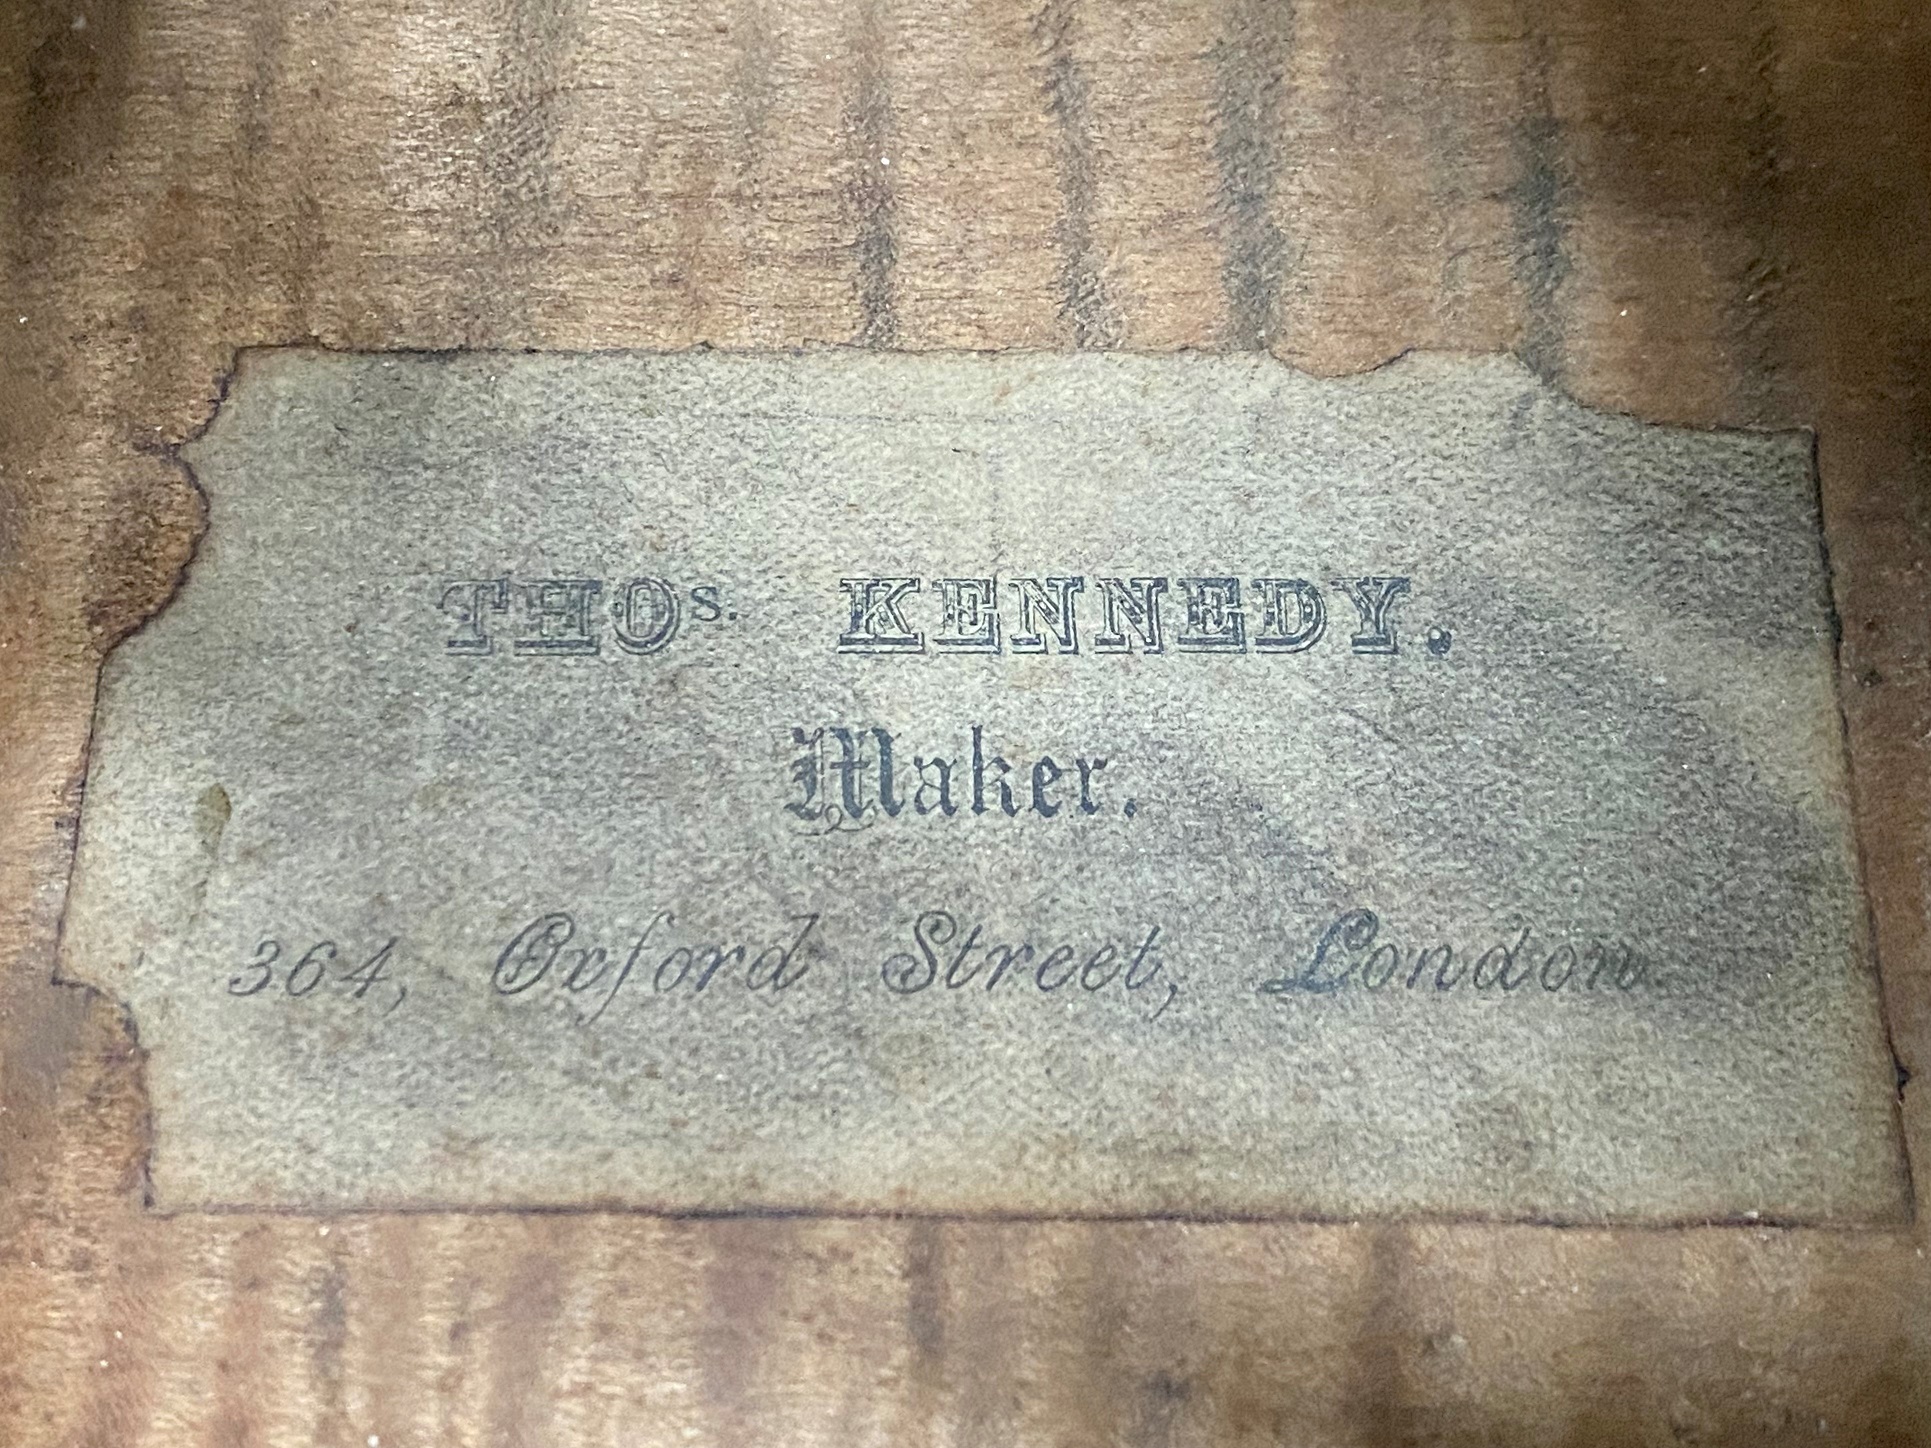 THOs. KENNEDY.
Maker.
364, Oxford Street, London